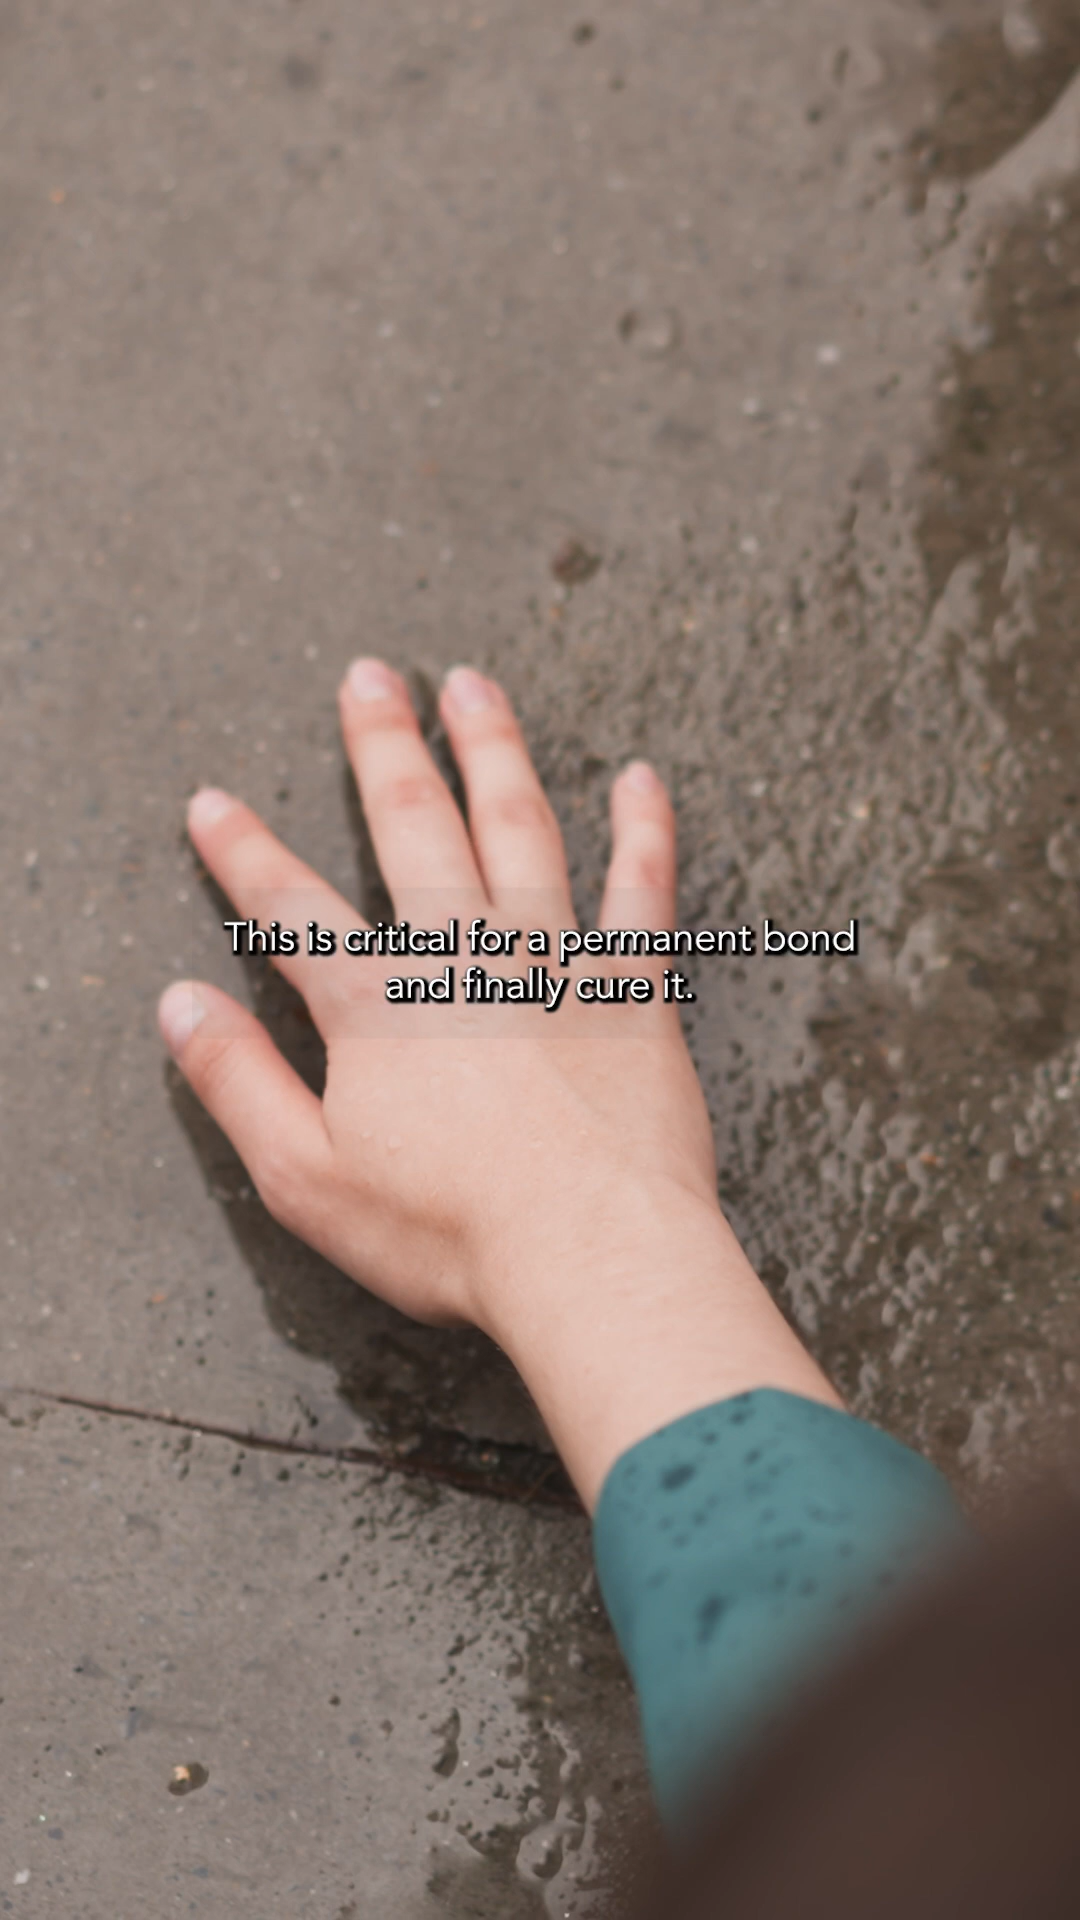 This is critical for a permanent bond
and finally cure it.